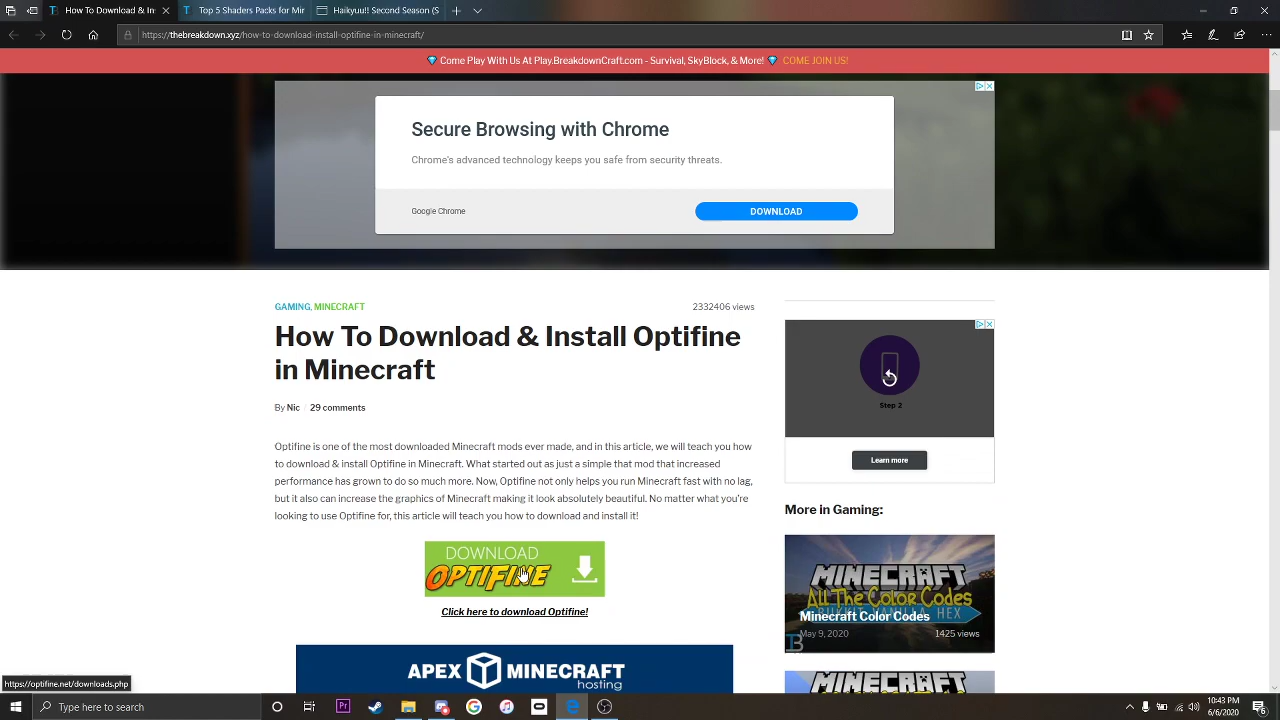 How To Download & In
Top 5 Shaders Packs for Mir
Haikyu!! Second Season (S
https://thebreakdown.xyz/how-to-download-install-optifine-in-minecraft/
Come Play With Us At Play.BreakdownCraft.com - Survival, SkyBlock, & More!
COME JOIN US!
Secure Browsing with Chrome
Chrome's advanced technology keeps you safe from security threats.
Google Chrome
DOWNLOAD
GAMING, MINECRAFT
2332406 views
How To Download & Install Optifine
in Minecraft
By Nic
29 comments
Optifine is one of the most downloaded Minecraft mods ever made, and in this article, we will teach you how
to download & install Optifine in Minecraft. What started out as just a simple that mod that increased
performance has grown to do so much more. Now, Optifine not only helps you run Minecraft fast with no lag,
but it also can increase the graphics of Minecraft making it look absolutely beautiful. No matter what you're
looking to use Optifine for, this article will teach you how to download and install it!
DOWNLOAD
OPTIFINE
Click here to download Optifine!
APEX MINECRAFT
hosting
Step 2
Learn more
More in Gaming:
MINECRAFT
All The Color Codes
BUKKIT VANILLA HEX
Minecraft Color Codes
May 9, 2020
1425 views
MINECRAFT
https://optifine.net/downloads.php
Type here to search
10:43 PM
6/6/2020